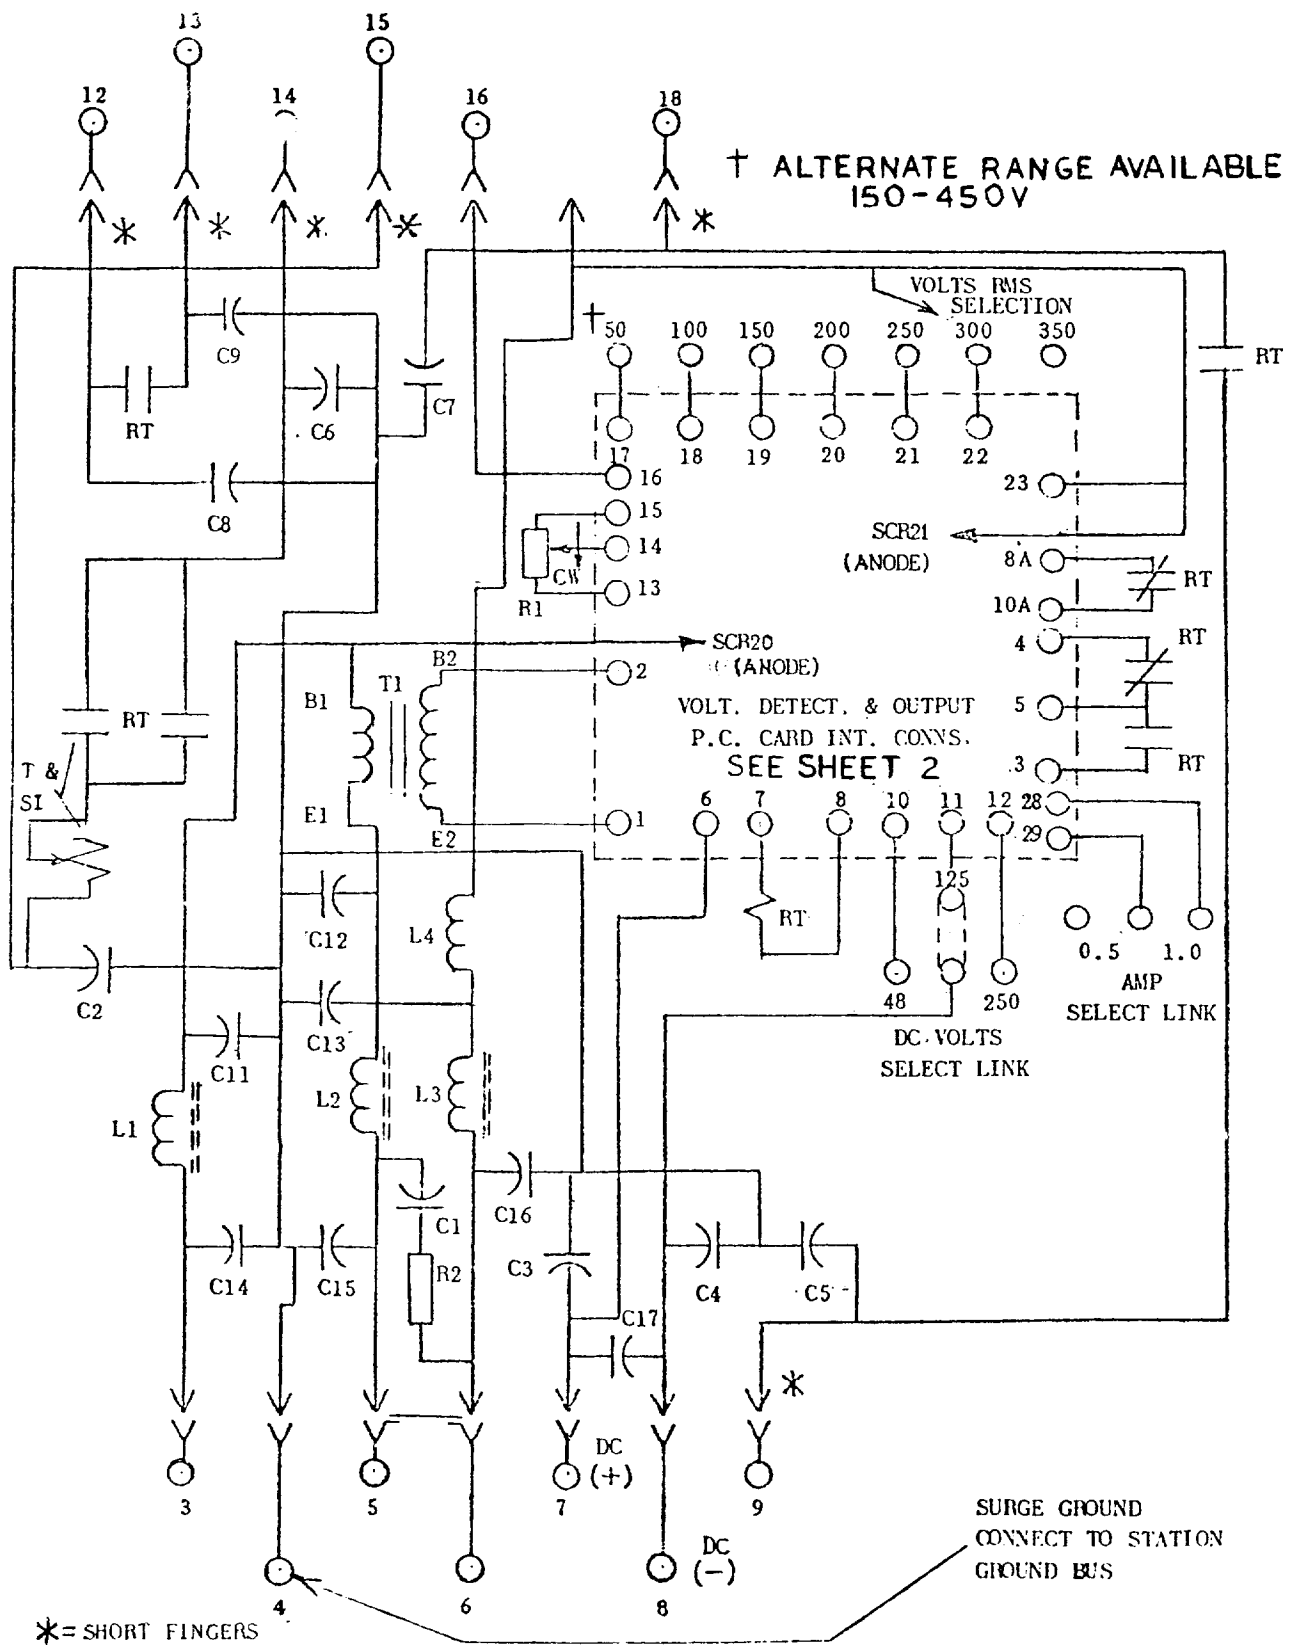 13 15
12 14 16 18
† ALTERNATE RANGE AVAILABLE
150-450V
* * * * *
VOLTS RMS
SELECTION
†
50 100 150 200 250 300 350
RT
C9
C7
RT
C6
17 18 19 20 21 22
16
23
15
C8
SCR21
(ANODE)
14
8A
RT
CW
13
R1
10A
RT
SCR20
(ANODE)
4
B2
2
T1
B1
VOLT. DETECT. & OUTPUT
5
RT
P.C. CARD INT. CONNS.
SEE SHEET 2
3
RT
T &
SI
6 7 8 10 11 12
28
E1
1
29
E2
125
RT
L4
C12
0.5 1.0
C2
48 250
AMP
SELECT LINK
C13
DC VOLTS
SELECT LINK
C11
L2
L3
L1
C16
C1
C3
R2
C14
C15
C4
C5
C17
*
DC
(+)
3 5 7 9
SURGE GROUND
CONNECT TO STATION
GROUND BUS
DC
(-)
4 6 8
*= SHORT FINGERS